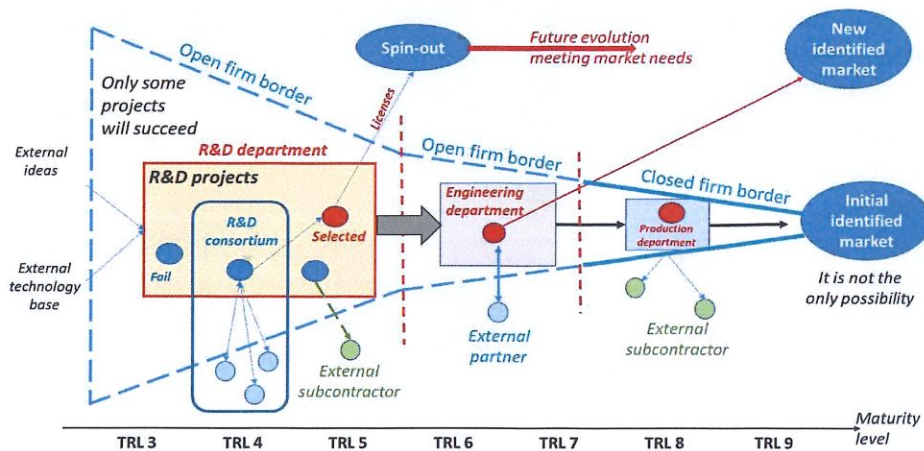 Spin-out
Future evolution
meeting market needs
New
identified
market
Open firm border
Only some
projects
will succeed
Licenses
External
ideas
R&D department
R&D projects
R&D
consortium
Selected
Fail
External
technology
base
Open firm border
Closed firm border
Engineering
department
Production
department
Initial
identified
market
It is not the
only possibility
External
subcontractor
External
partner
External
subcontractor
Maturity
level
TRL 3
TRL 4
TRL 5
TRL 6
TRL 7
TRL 8
TRL 9